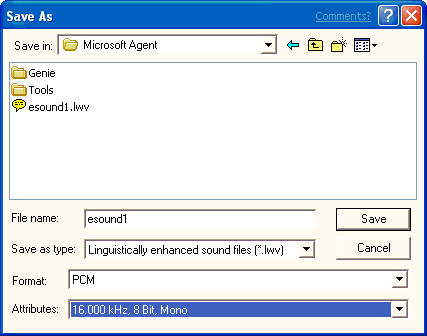 Save As Comments? ?
Save in: Microsoft Agent
Genie
Tools
esound1.lwv
File name: esound1 Save
Save as type: Linguistically enhanced sound files (*.lwv) Cancel
Format: PCM
Attributes: 16.000 kHz, 8 Bit, Mono